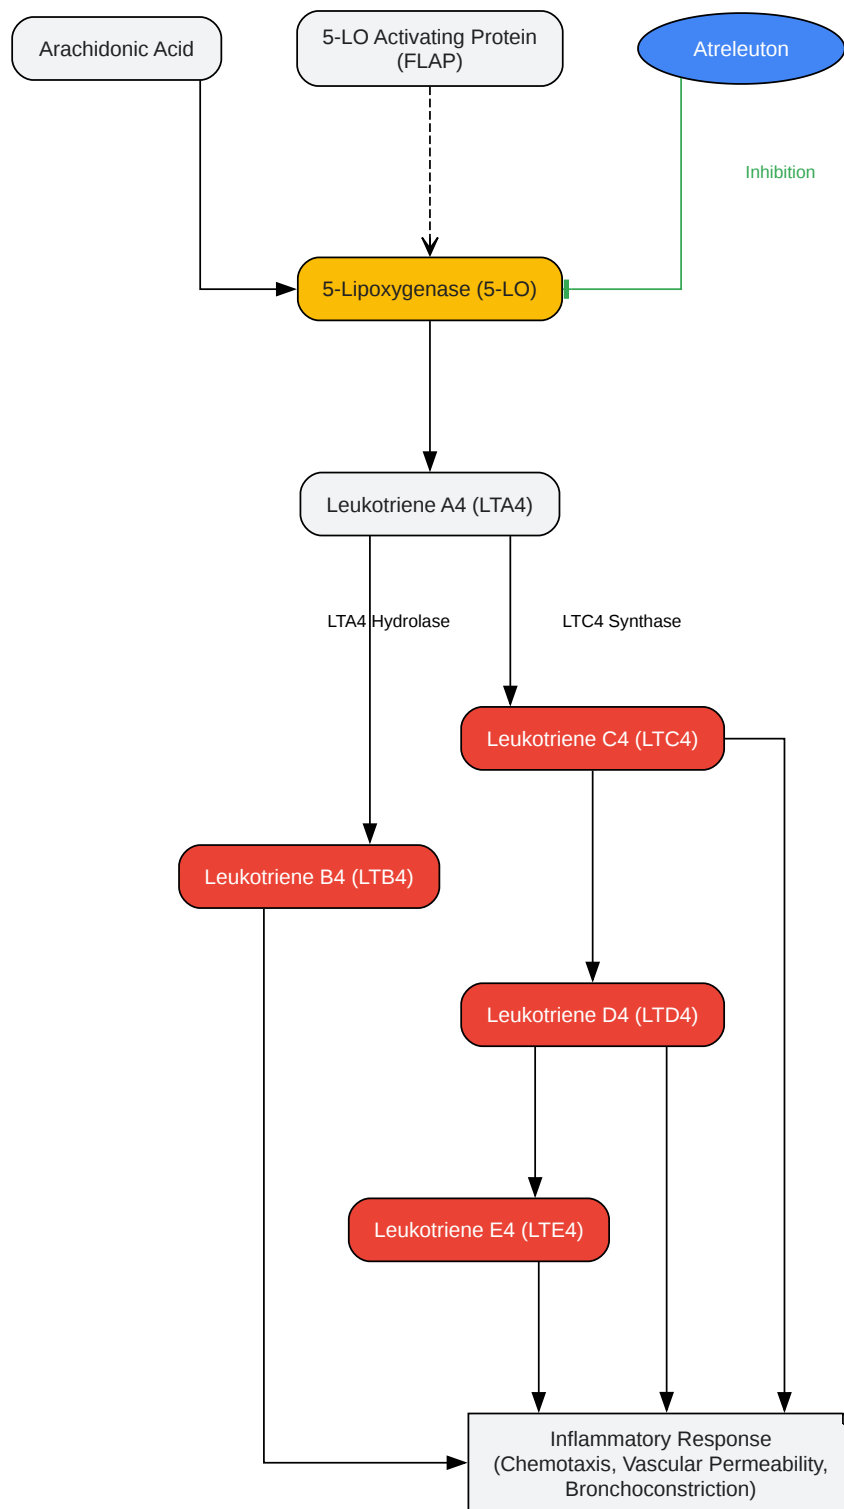 Arachidonic Acid
5-LO Activating Protein
(FLAP)
Atreleuton
Inhibition
5-Lipoxygenase (5-LO)
Leukotriene A4 (LTA4)
LTA4 Hydrolase
LTC4 Synthase
Leukotriene C4 (LTC4)
Leukotriene B4 (LTB4)
Leukotriene D4 (LTD4)
Leukotriene E4 (LTE4)
Inflammatory Response
(Chemotaxis, Vascular Permeability,
Bronchoconstriction)